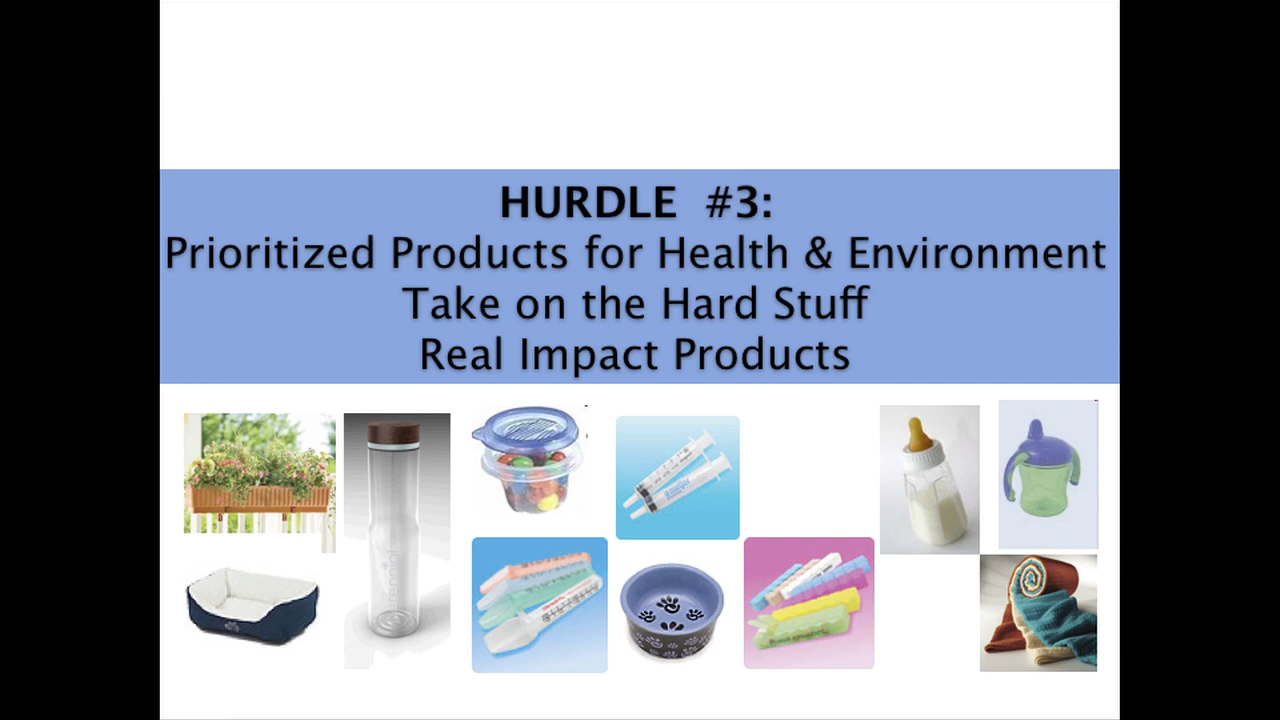 HURDLE #3:
Prioritized Products for Health & Environment
Take on the Hard Stuff
Real Impact Products